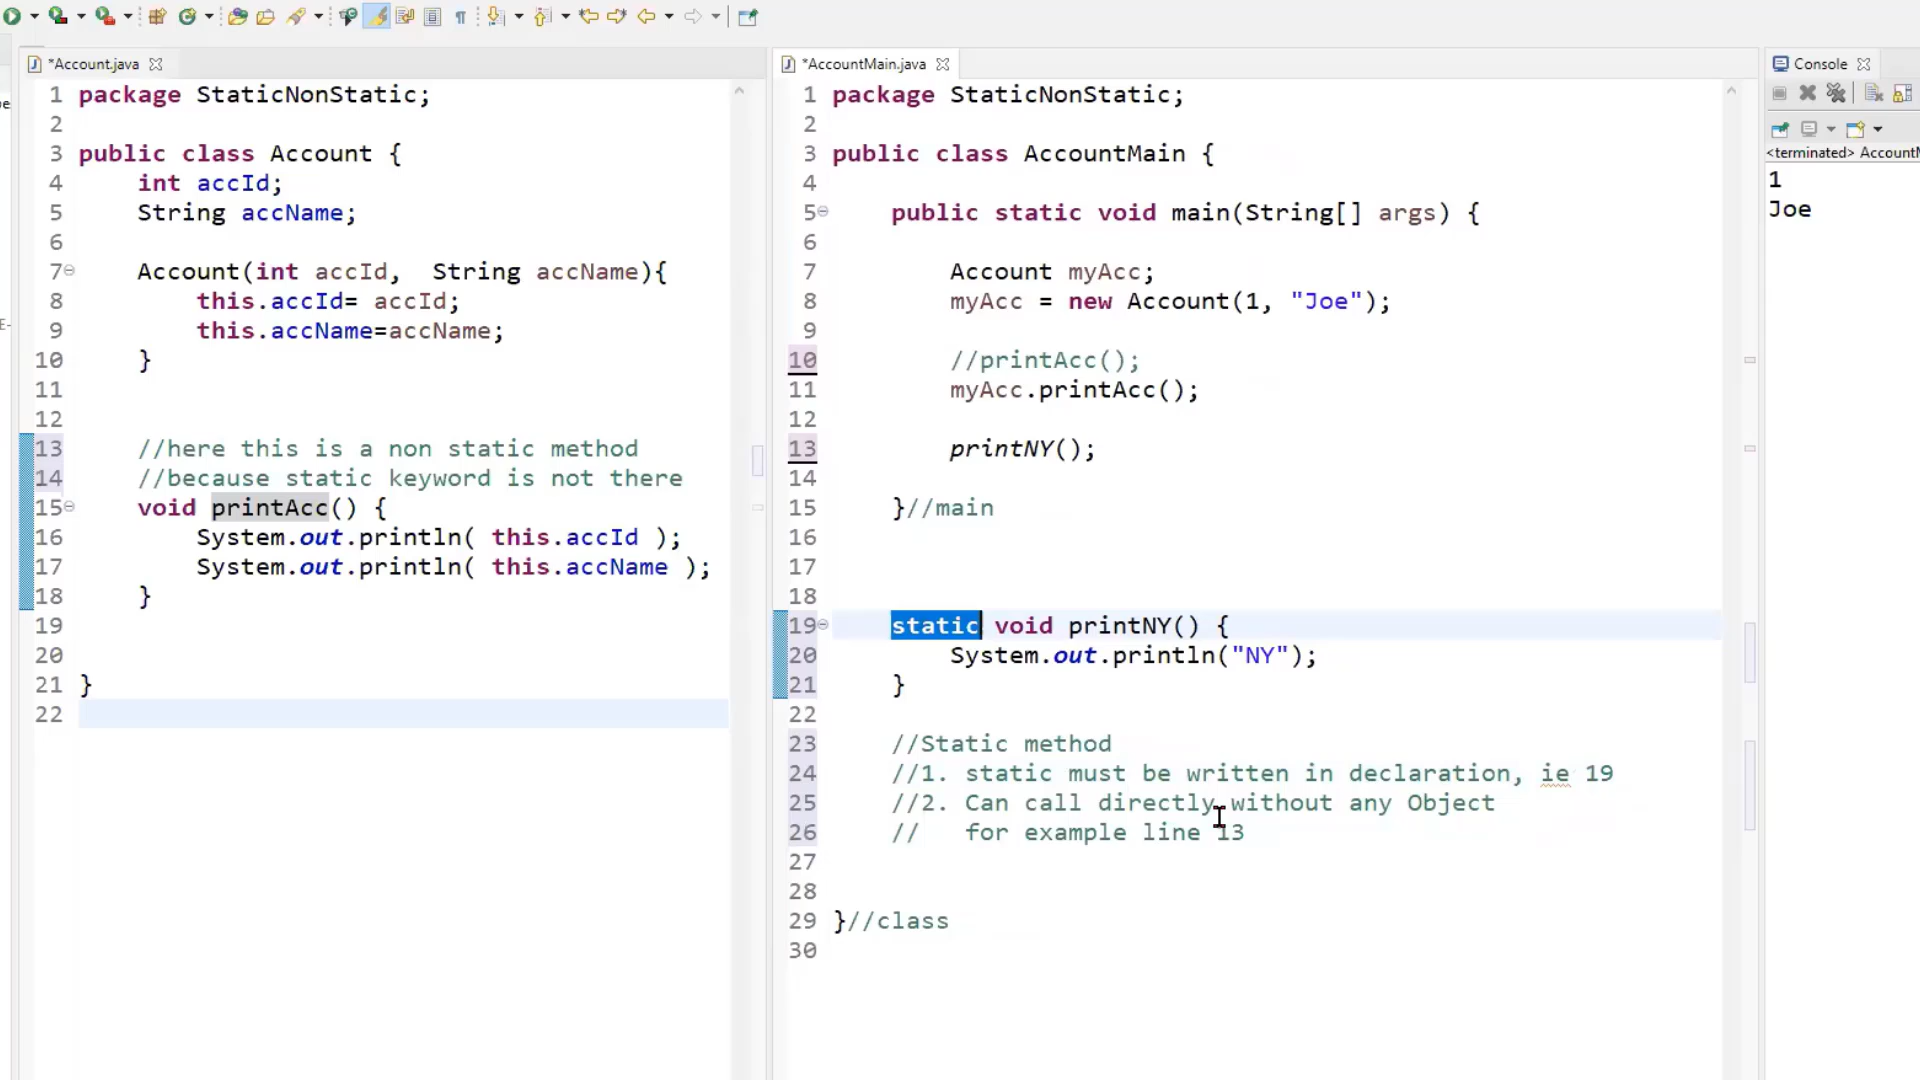 *Account.java
1 package StaticNonStatic;
2
3 public class Account {
4 int accId;
5 String accName;
6
7 Account(int accId,  String accName){
8 this.accId= accId;
9 this.accName=accName;
10 }
11
12
13 //here this is a non static method
14 //because static keyword is not there
15 void printAcc() {
16 System.out.println( this.accId );
17 System.out.println( this.accName );
18 }
19
20
21 }
22
*AccountMain.java
1 package StaticNonStatic;
2
3 public class AccountMain {
4
5 public static void main(String[] args) {
6
7 Account myAcc;
8 myAcc = new Account(1, "Joe");
9
10 //printAcc();
11 myAcc.printAcc();
12
13 printNY();
14
15 }//main
16
17
18
19 static void printNY() {
20 System.out.println("NY");
21 }
22
23 //Static method
24 //1. static must be written in declaration, ie 19
25 //2. Can call directly without any Object
26 //   for example line 13
27
28
29 }//class
30
Console
<terminated> Account
1
Joe